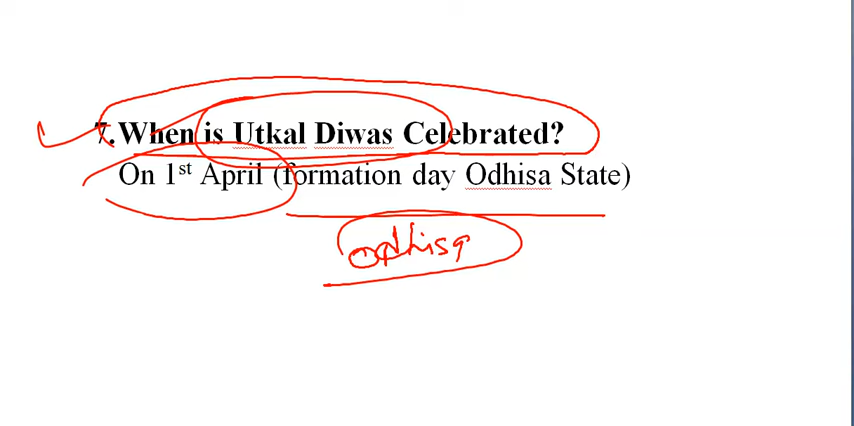 7. When is Utkal Diwas Celebrated?
On 1st April (formation day Odhisa State)
odhisa